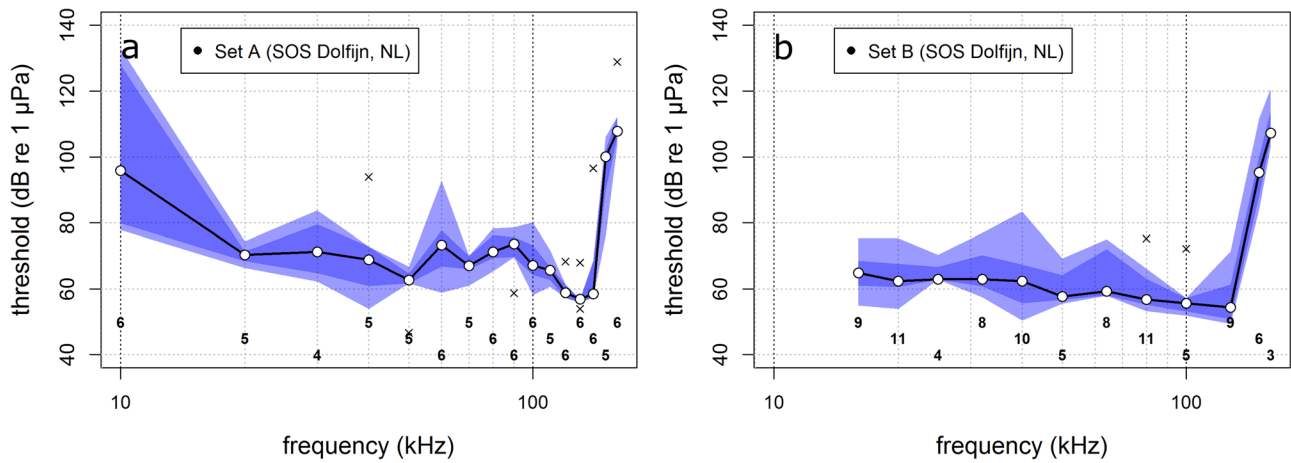 a
Set A (SOS Dolfijn, NL)
threshold (dB re 1 µPa)
140
120
100
80
60
40
6 5 4 5 5 6 5 6 6 6 5 6 6 6 5 6
10 100
frequency (kHz)
b
Set B (SOS Dolfijn, NL)
threshold (dB re 1 µPa)
140
120
100
80
60
40
9 11 4 8 10 5 8 11 5 9 6 3
10 100
frequency (kHz)